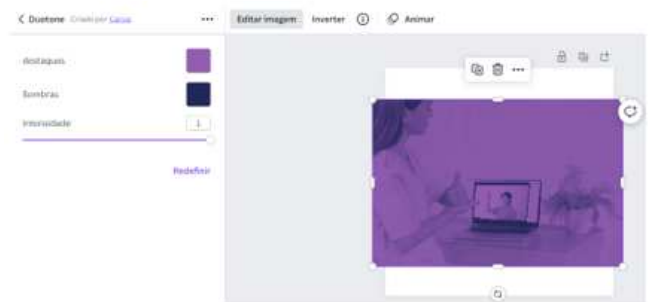 Duotone Criado por Canva
Editar imagem Inverter Animar
destaques
Sombras
Intensidade 1
Redefinir